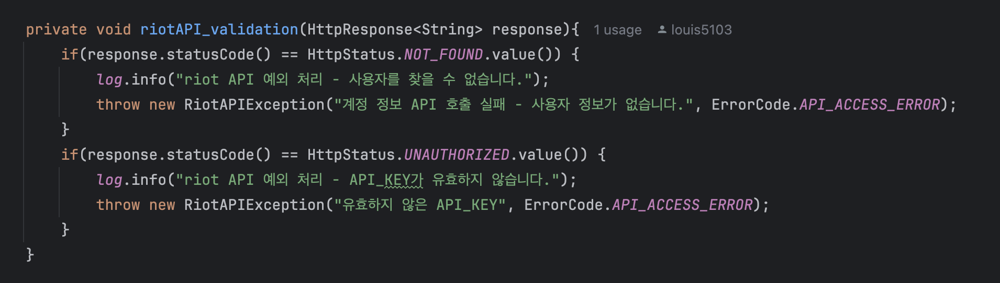 private void riotAPI_validation(HttpResponse<String> response){ 1 usage louis5103
if(response.statusCode() == HttpStatus.NOT_FOUND.value()) {
log.info("riot API 예외 처리 - 사용자를 찾을 수 없습니다.");
throw new RiotAPIException("계정 정보 API 호출 실패 - 사용자 정보가 없습니다.", ErrorCode.API_ACCESS_ERROR);
}
if(response.statusCode() == HttpStatus.UNAUTHORIZED.value()) {
log.info("riot API 예외 처리 - API_KEY가 유효하지 않습니다.");
throw new RiotAPIException("유효하지 않은 API_KEY", ErrorCode.API_ACCESS_ERROR);
}
}